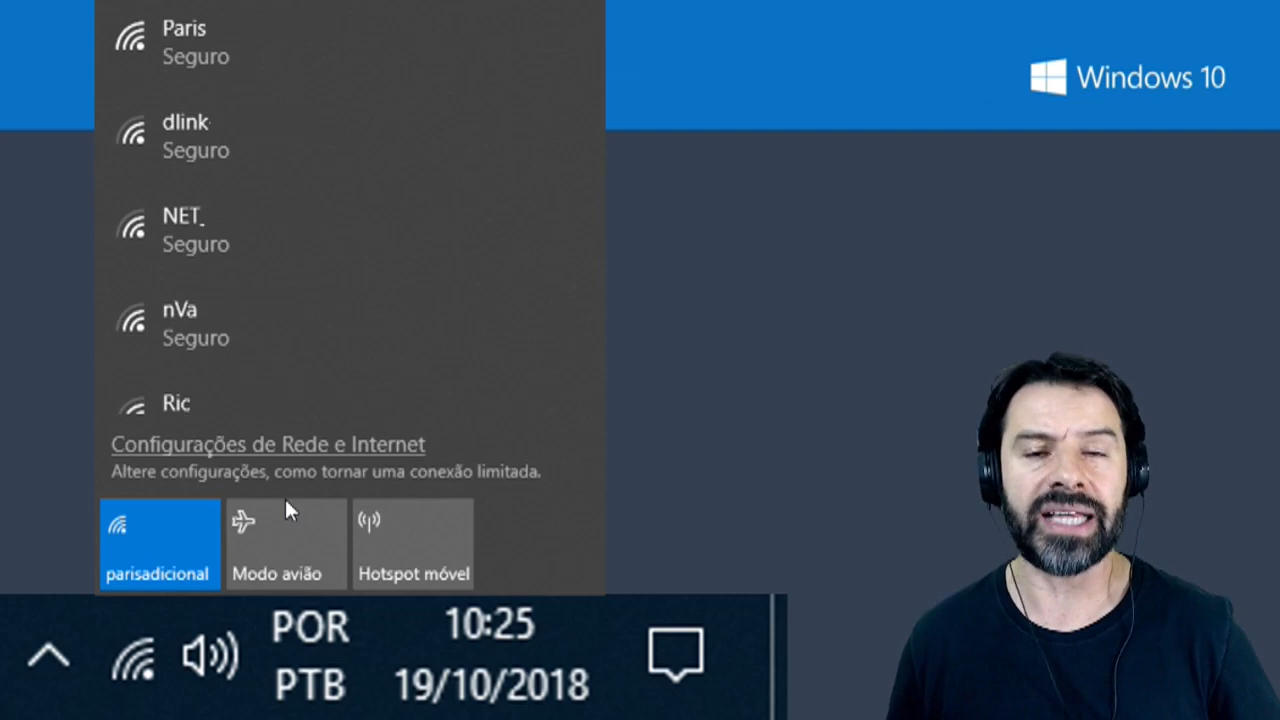 Paris
Seguro
Windows 10
dlink
Seguro
NET_
Seguro
nVa
Seguro
Ric
Configurações de Rede e Internet
Altere configurações, como tornar uma conexão limitada.
parisadicional
Modo avião
Hotspot móvel
POR
10:25
PTB
19/10/2018